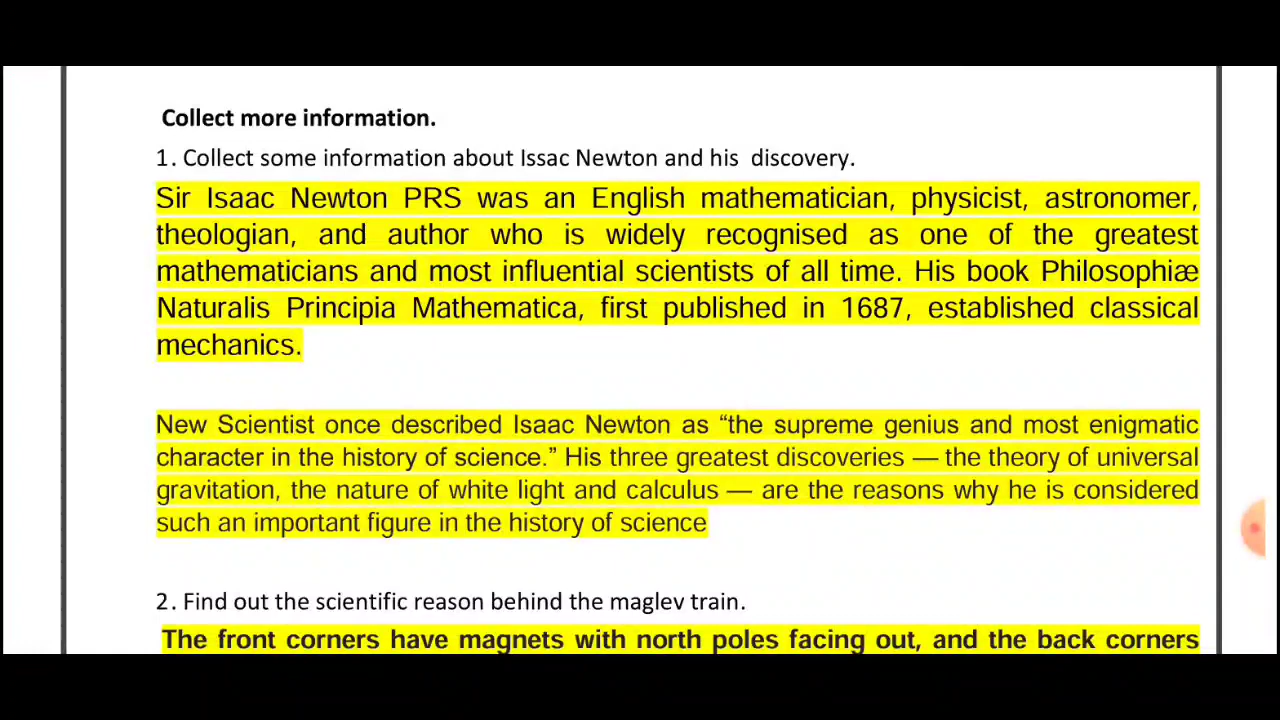 Collect more information.
1. Collect some information about Issac Newton and his discovery.
Sir Isaac Newton PRS was an English mathematician, physicist, astronomer,
theologian, and author who is widely recognised as one of the greatest
mathematicians and most influential scientists of all time. His book Philosophiæ
Naturalis Principia Mathematica, first published in 1687, established classical
mechanics.
New Scientist once described Isaac Newton as “the supreme genius and most enigmatic
character in the history of science.” His three greatest discoveries — the theory of universal
gravitation, the nature of white light and calculus — are the reasons why he is considered
such an important figure in the history of science
2. Find out the scientific reason behind the maglev train.
The front corners have magnets with north poles facing out, and the back corners